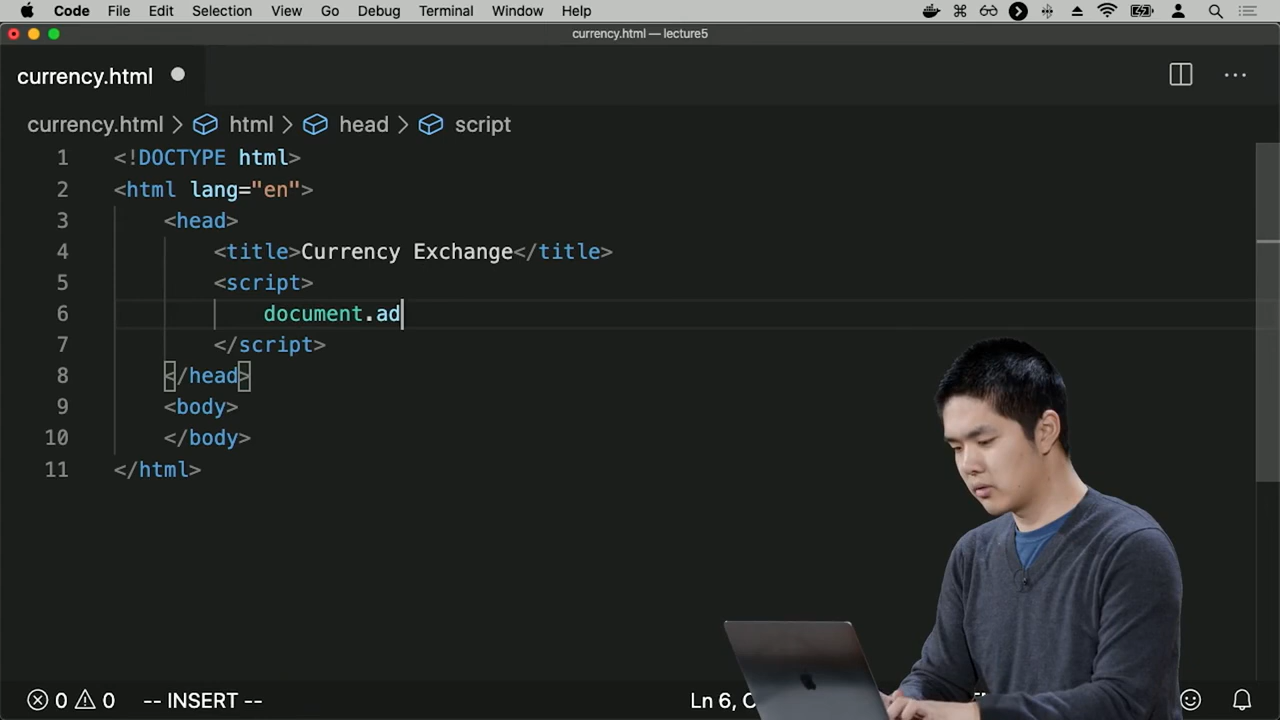 Code File Edit Selection View Go Debug Terminal Window Help
currency.html — lecture5
currency.html
currency.html > html > head > script
1 <!DOCTYPE html>
2 <html lang="en">
3 <head>
4 <title>Currency Exchange</title>
5 <script>
6 document.ad
7 </script>
8 </head>
9 <body>
10 </body>
11 </html>
0 0 -- INSERT -- Ln 6,